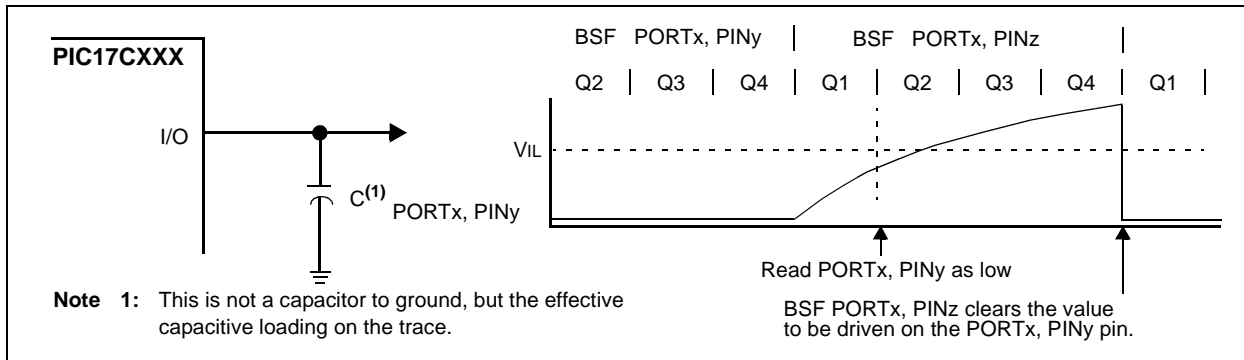 PIC17CXXX
I/O
C(1)
PORTx, PINy
Note 1: This is not a capacitor to ground, but the effective
capacitive loading on the trace.
BSF PORTx, PINy | BSF PORTx, PINz |
Q2 | Q3 | Q4 | Q1 | Q2 | Q3 | Q4 | Q1 |
VIL
Read PORTx, PINy as low
BSF PORTx, PINz clears the value
to be driven on the PORTx, PINy pin.